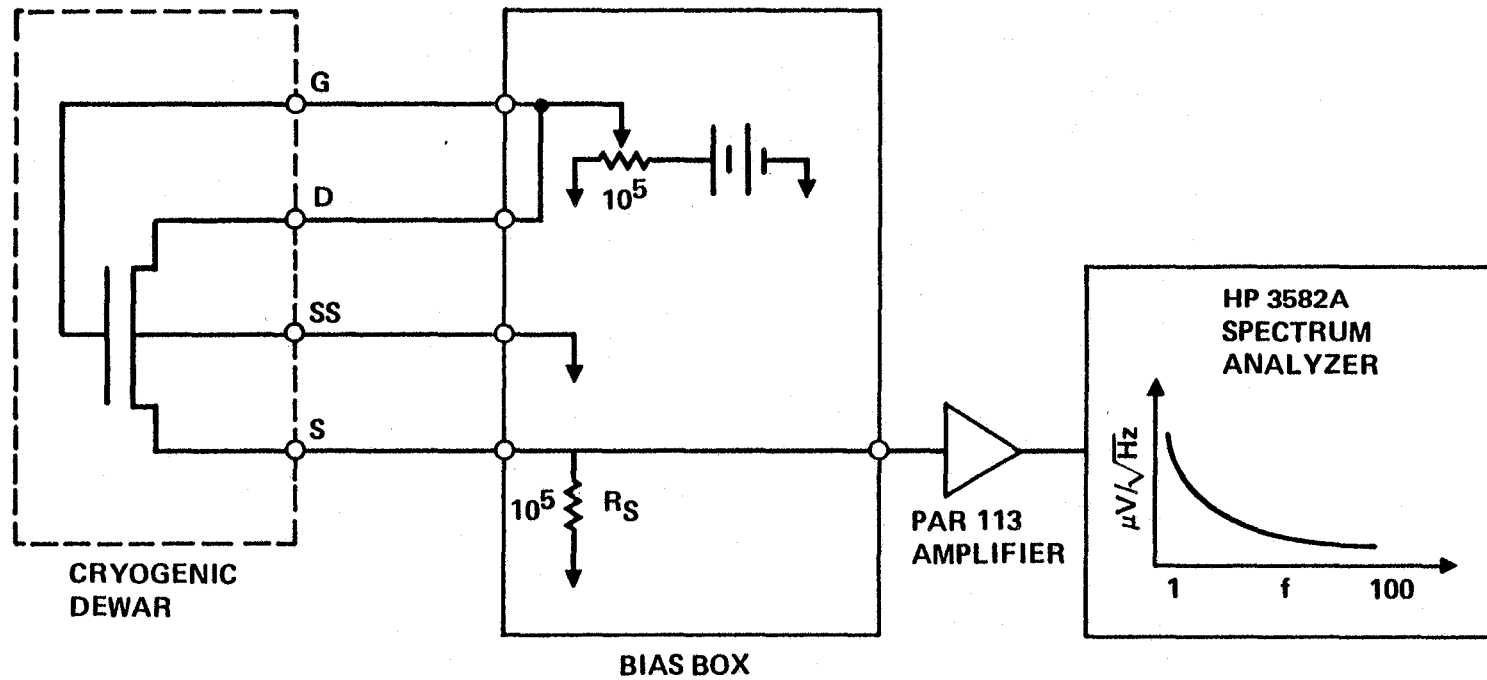 G
D
SS
S
10^5
10^5
R_S
CRYOGENIC
DEWAR
BIAS BOX
PAR 113
AMPLIFIER
HP 3582A
SPECTRUM
ANALYZER
μV/√Hz
1 f 100